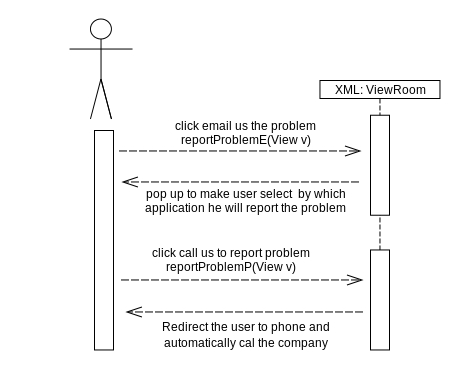 XML: ViewRoom
click email us the problem
reportProblemE(View v)
pop up to make user select by which
application he will report the problem
click call us to report problem
reportProblemP(View v)
Redirect the user to phone and
automatically cal the company